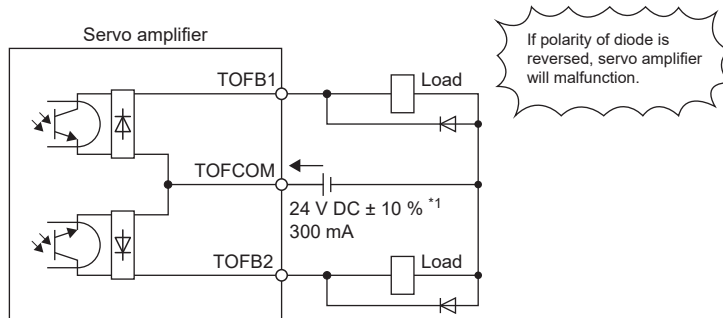 Servo amplifier
If polarity of diode is
reversed, servo amplifier
will malfunction.
TOFB1
Load
TOFCOM
24 V DC ± 10 % *1
300 mA
TOFB2
Load